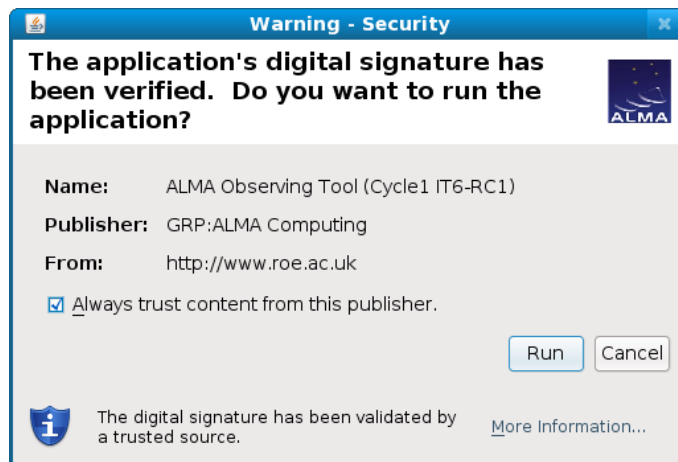 Warning - Security
The application's digital signature has
been verified.  Do you want to run the
application?
ALMA
Name: ALMA Observing Tool (Cycle1 IT6-RC1)
Publisher: GRP:ALMA Computing
From: http://www.roe.ac.uk
Always trust content from this publisher.
Run Cancel
The digital signature has been validated by
a trusted source.
More Information...